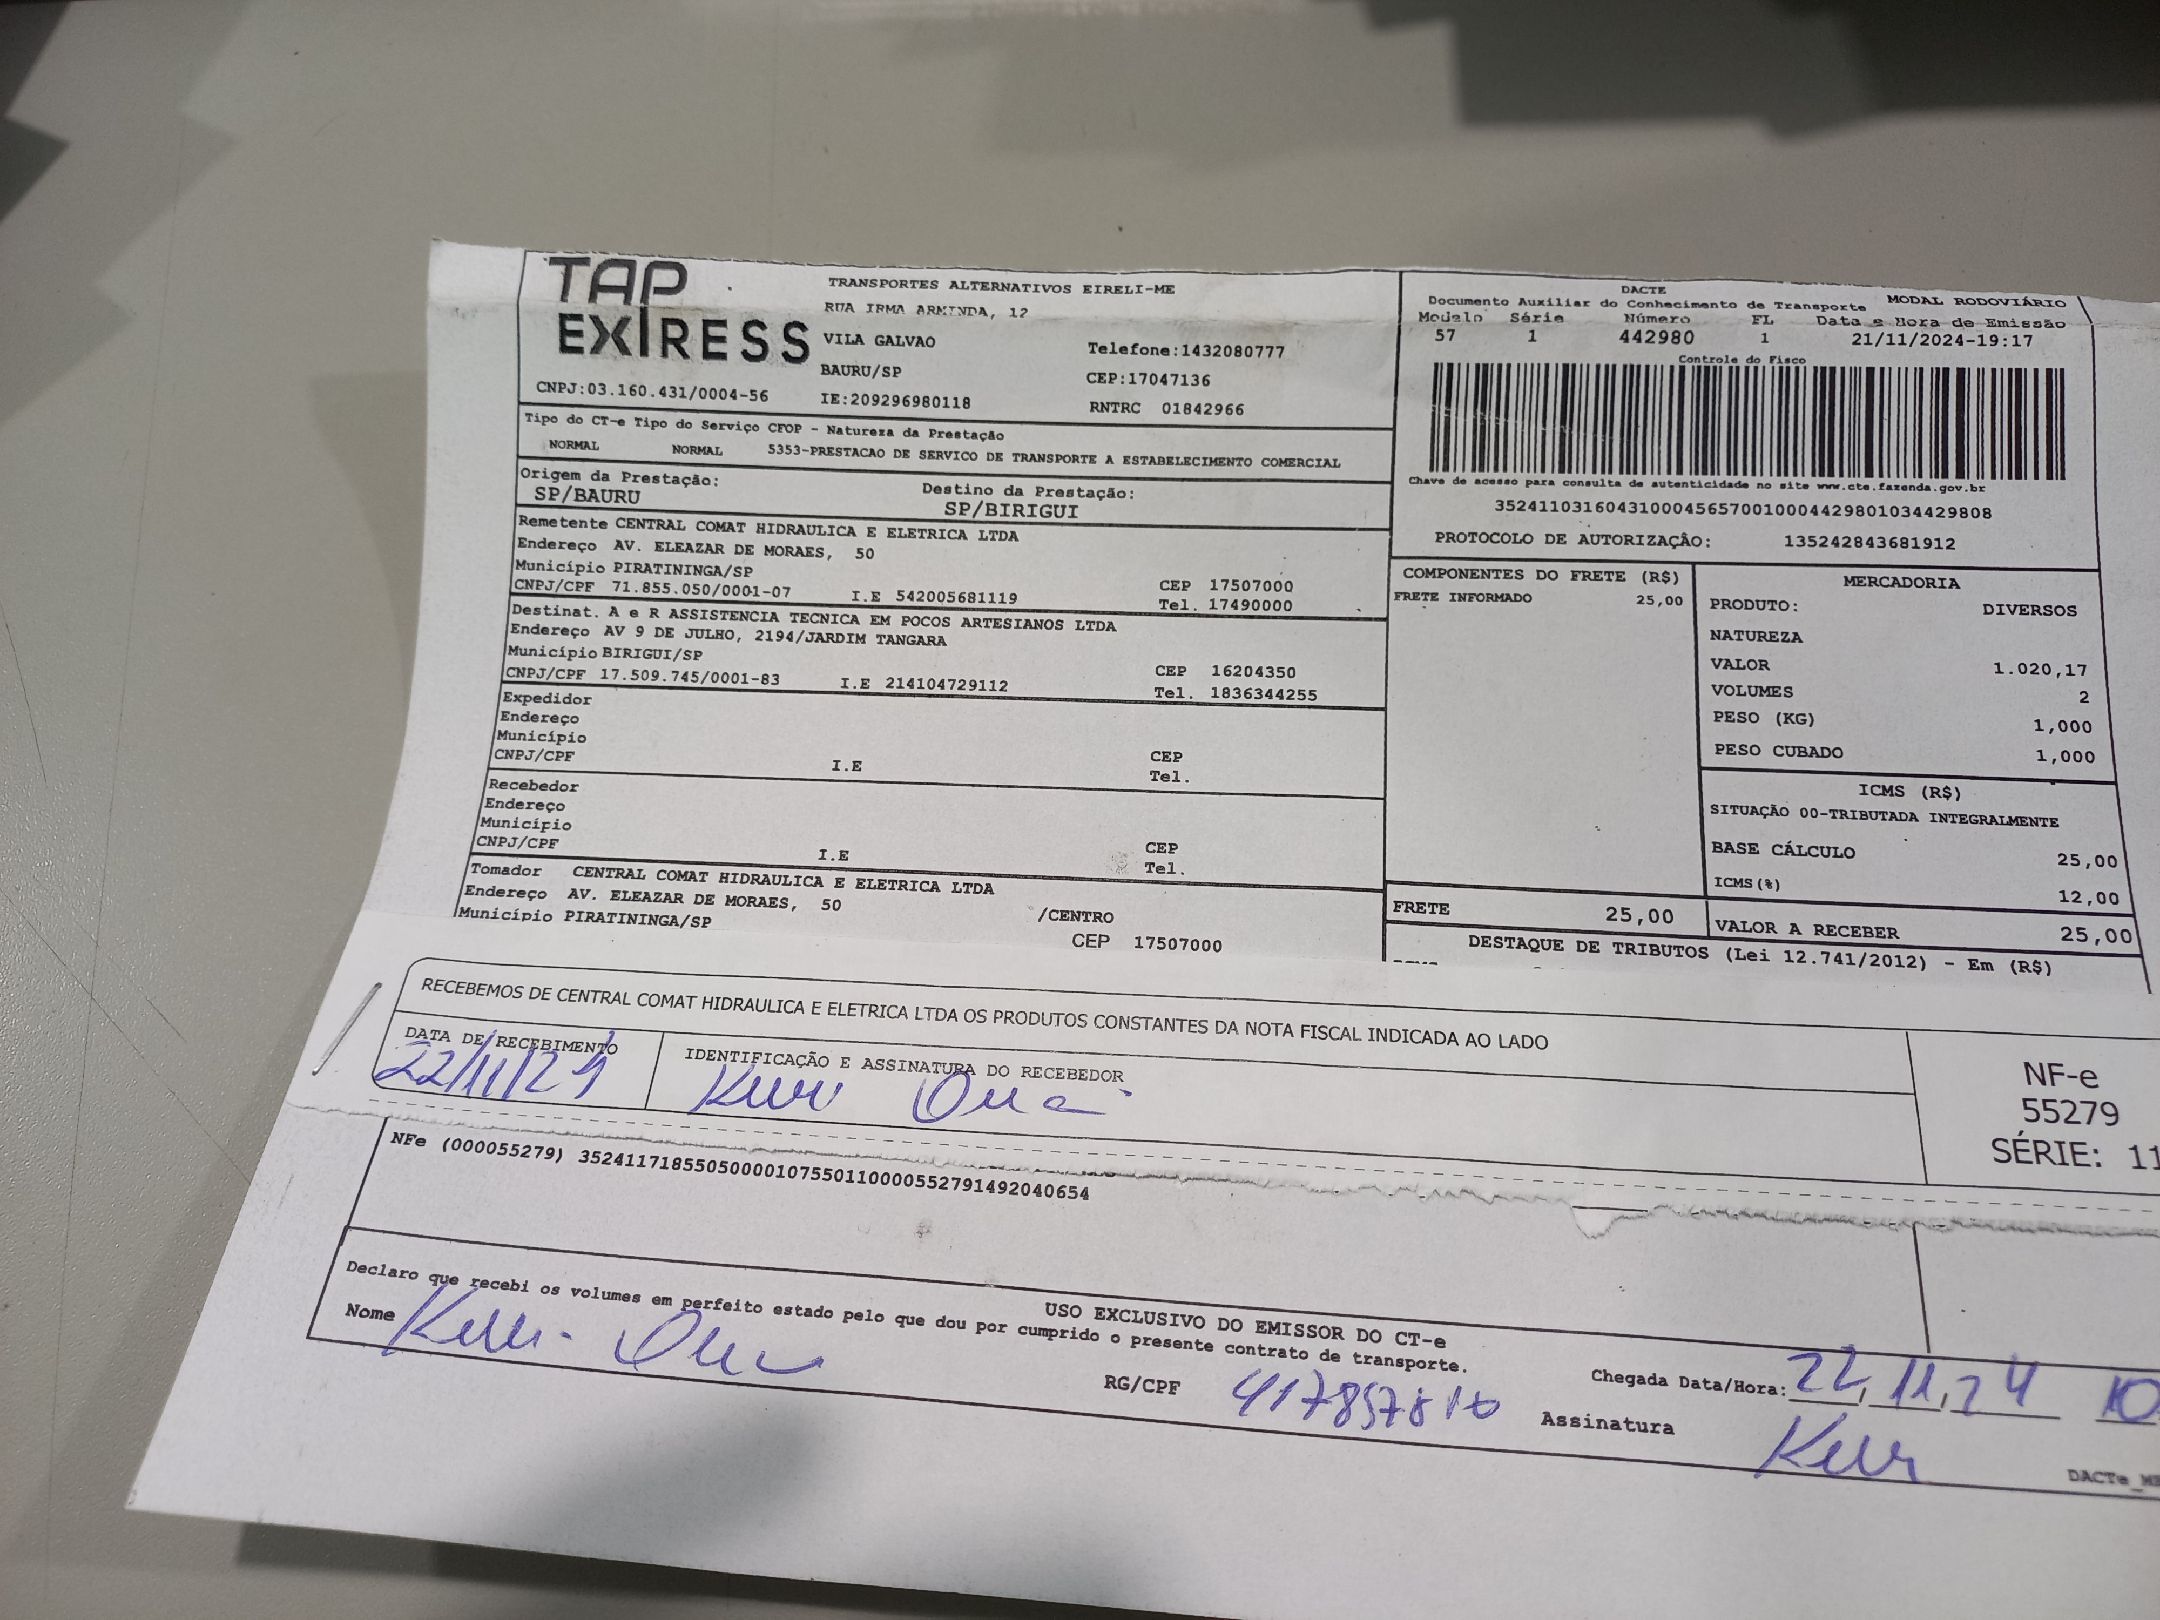 TAP
EXPRESS
CNPJ:03.160.431/0004-56
TRANSPORTES ALTERNATIVOS EIRELI-ME
RUA IRMA ARMINDA, 12
VILA GALVAO Telefone:1432080777
BAURU/SP CEP:17047136
IE:209296980118 RNTRC 01842966
DACTE MODAL RODOVIÁRIO
Documento Auxiliar do Conhecimento de Transporte
Modelo Série Número FL Data e Hora de Emissão
57 1 442980 1 21/11/2024-19:17
Controle do Fisco
Chave de acesso para consulta de autenticidade no site www.cte.fazenda.gov.br
35241103160431000456570010004429801034429808
PROTOCOLO DE AUTORIZAÇÃO: 135242843681912
Tipo do CT-e Tipo do Serviço CFOP - Natureza da Prestação
NORMAL NORMAL 5353-PRESTACAO DE SERVICO DE TRANSPORTE A ESTABELECIMENTO COMERCIAL
Origem da Prestação: Destino da Prestação:
SP/BAURU SP/BIRIGUI
Remetente CENTRAL COMAT HIDRAULICA E ELETRICA LTDA
Endereço AV. ELEAZAR DE MORAES, 50
Município PIRATININGA/SP CEP 17507000
CNPJ/CPF 71.855.050/0001-07 I.E 542005681119 Tel. 17490000
Destinat. A e R ASSISTENCIA TECNICA EM POCOS ARTESIANOS LTDA
Endereço AV 9 DE JULHO, 2194/JARDIM TANGARA
Município BIRIGUI/SP CEP 16204350
CNPJ/CPF 17.509.745/0001-83 I.E 214104729112 Tel. 1836344255
Expedidor
Endereço
Município CEP
CNPJ/CPF I.E Tel.
Recebedor
Endereço
Município CEP
CNPJ/CPF I.E Tel.
Tomador CENTRAL COMAT HIDRAULICA E ELETRICA LTDA
Endereço AV. ELEAZAR DE MORAES, 50 /CENTRO
Município PIRATININGA/SP CEP 17507000
COMPONENTES DO FRETE (R$)
FRETE INFORMADO 25,00
MERCADORIA
PRODUTO: DIVERSOS
NATUREZA
VALOR 1.020,17
VOLUMES 2
PESO (KG) 1,000
PESO CUBADO 1,000
ICMS (R$)
SITUAÇÃO 00-TRIBUTADA INTEGRALMENTE
BASE CÁLCULO 25,00
ICMS(%) 12,00
FRETE 25,00 VALOR A RECEBER 25,00
DESTAQUE DE TRIBUTOS (Lei 12.741/2012) - Em (R$)
RECEBEMOS DE CENTRAL COMAT HIDRAULICA E ELETRICA LTDA OS PRODUTOS CONSTANTES DA NOTA FISCAL INDICADA AO LADO
DATA DE RECEBIMENTO IDENTIFICAÇÃO E ASSINATURA DO RECEBEDOR
22/11/24
NF-e
55279
SÉRIE: 11
NFe (000055279) 35241171855050000107550110000552791492040654
USO EXCLUSIVO DO EMISSOR DO CT-e
Declaro que recebi os volumes em perfeito estado pelo que dou por cumprido o presente contrato de transporte.
Nome
RG/CPF Chegada Data/Hora: 22,11,24 10
Assinatura